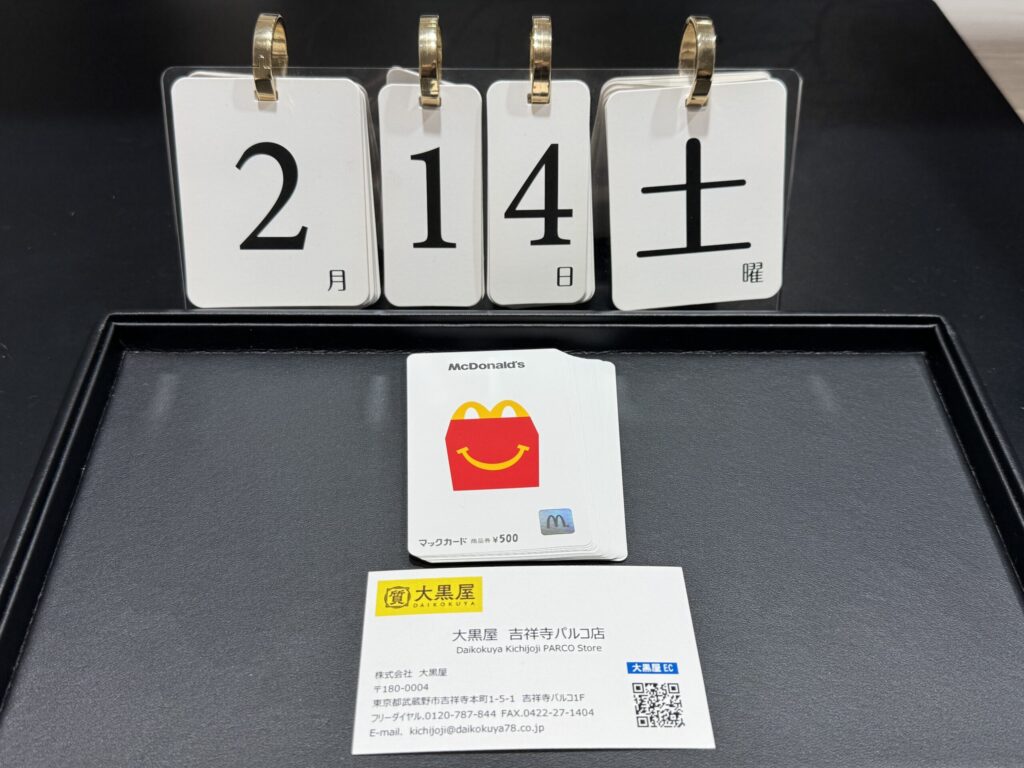 2月 14日 土曜
McDonald's
マックカード 商品券 ¥500
質 大黒屋
DAIKOKUYA
大黒屋 吉祥寺パルコ店
Daikokuya Kichijoji PARCO Store
大黒屋 EC
株式会社 大黒屋
〒180-0004
東京都武蔵野市吉祥寺本町1-5-1 吉祥寺パルコ1F
フリーダイヤル.0120-787-844 FAX.0422-27-1404
E-mail. kichijoji@daikokuya78.co.jp